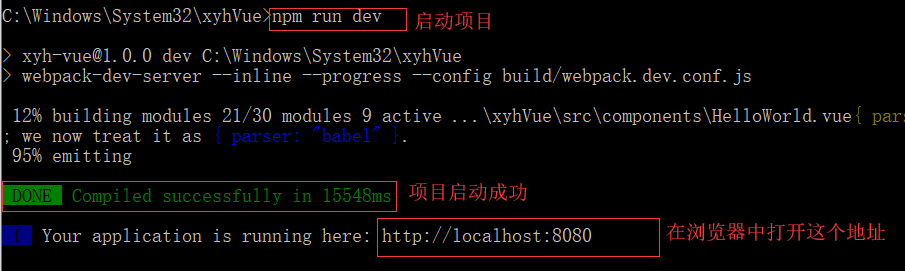 C:\Windows\System32\xyhVue>npm run dev 启动项目
> xyh-vue@1.0.0 dev C:\Windows\System32\xyhVue
> webpack-dev-server --inline --progress --config build/webpack.dev.conf.js
12% building modules 21/30 modules 9 active ...\xyhVue\src\components\HelloWorld.vue{ pars
; we now treat it as { parser: "babel" }.
95% emitting
DONE Compiled successfully in 15548ms 项目启动成功
I Your application is running here: http://localhost:8080 在浏览器中打开这个地址